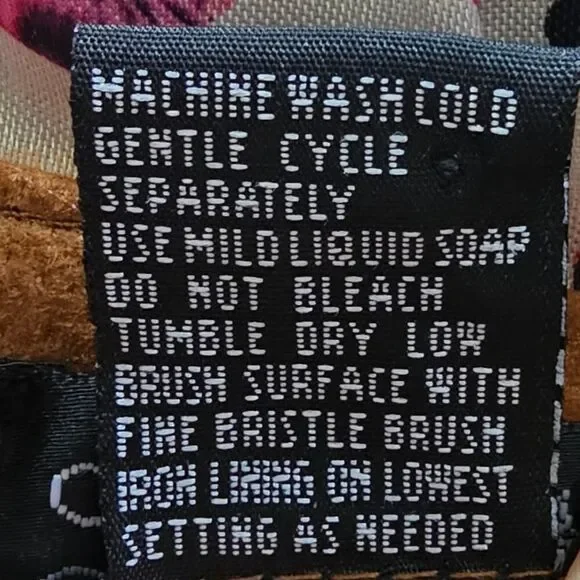 MACHINE WASH COLD
GENTLE CYCLE
SEPARATELY
USE MILD LIQUID SOAP
DO NOT BLEACH
TUMBLE DRY LOW
BRUSH SURFACE WITH
FINE BRISTLE BRUSH
IRON LINING ON LOWEST
SETTING AS NEEDED